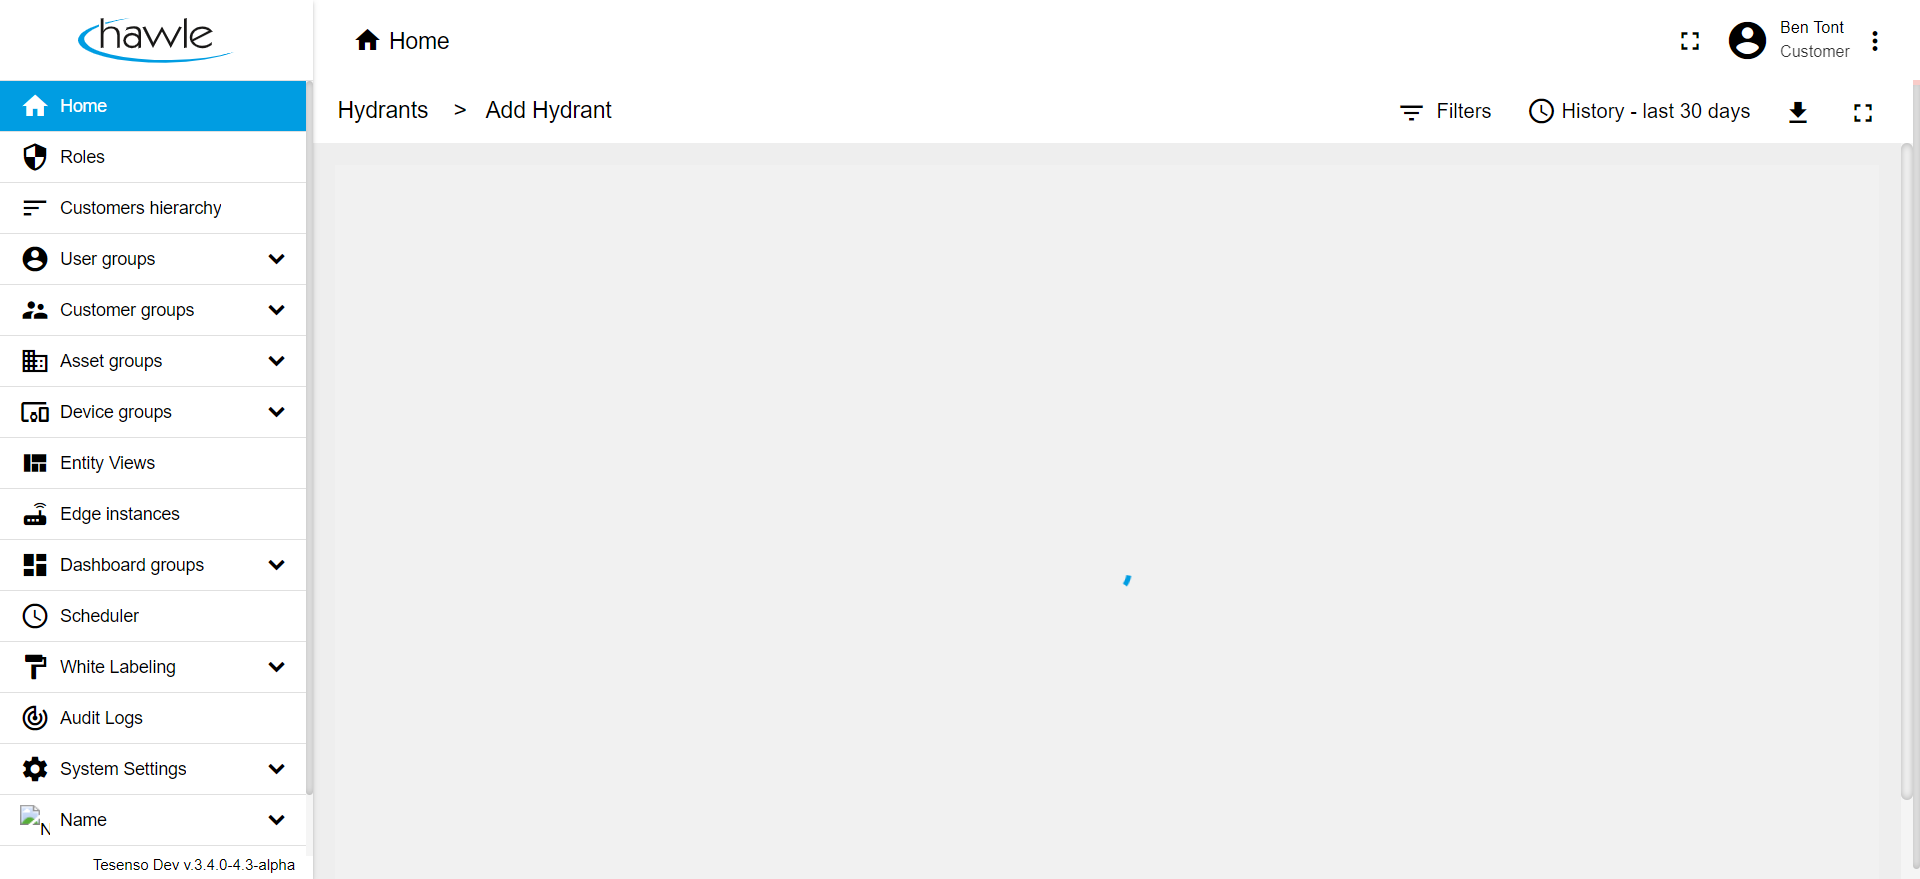 hawle
Home
Ben Tont
Customer
Hydrants > Add Hydrant
Filters
History - last 30 days
Home
Roles
Customers hierarchy
User groups
Customer groups
Asset groups
Device groups
Entity Views
Edge instances
Dashboard groups
Scheduler
White Labeling
Audit Logs
System Settings
Name
Tesenso Dev v.3.4.0-4.3-alpha